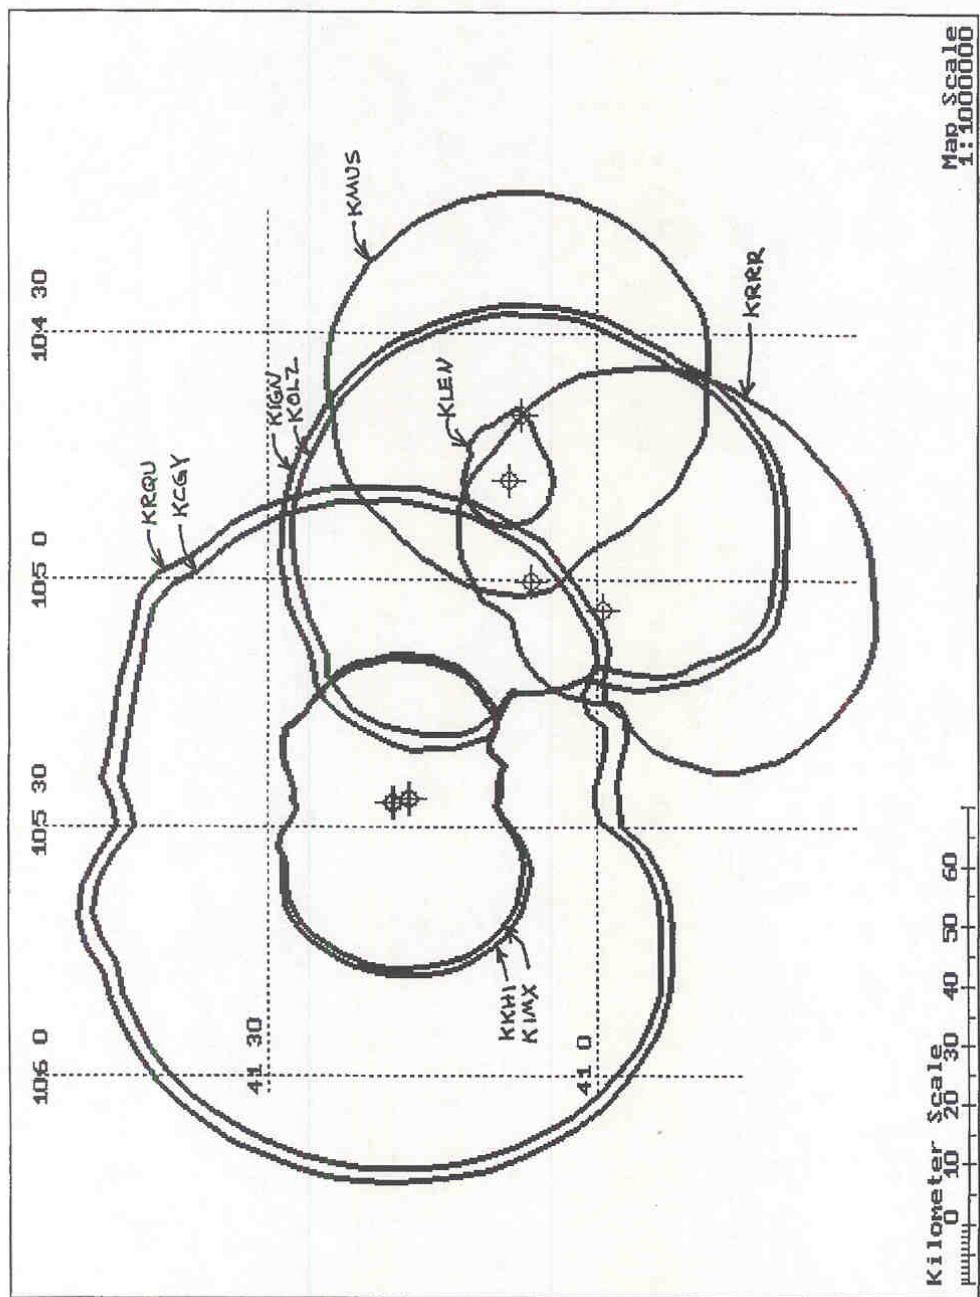 106 0
105 30
105 0
104 30
KRQU
KCGY
KIGN
KOLZ
KMUS
41 30
KLEN
KKHI
KIMX
41 0
KRRR
Kilometer Scale
0 10 20 30 40 50 60
Map Scale
1:1000000